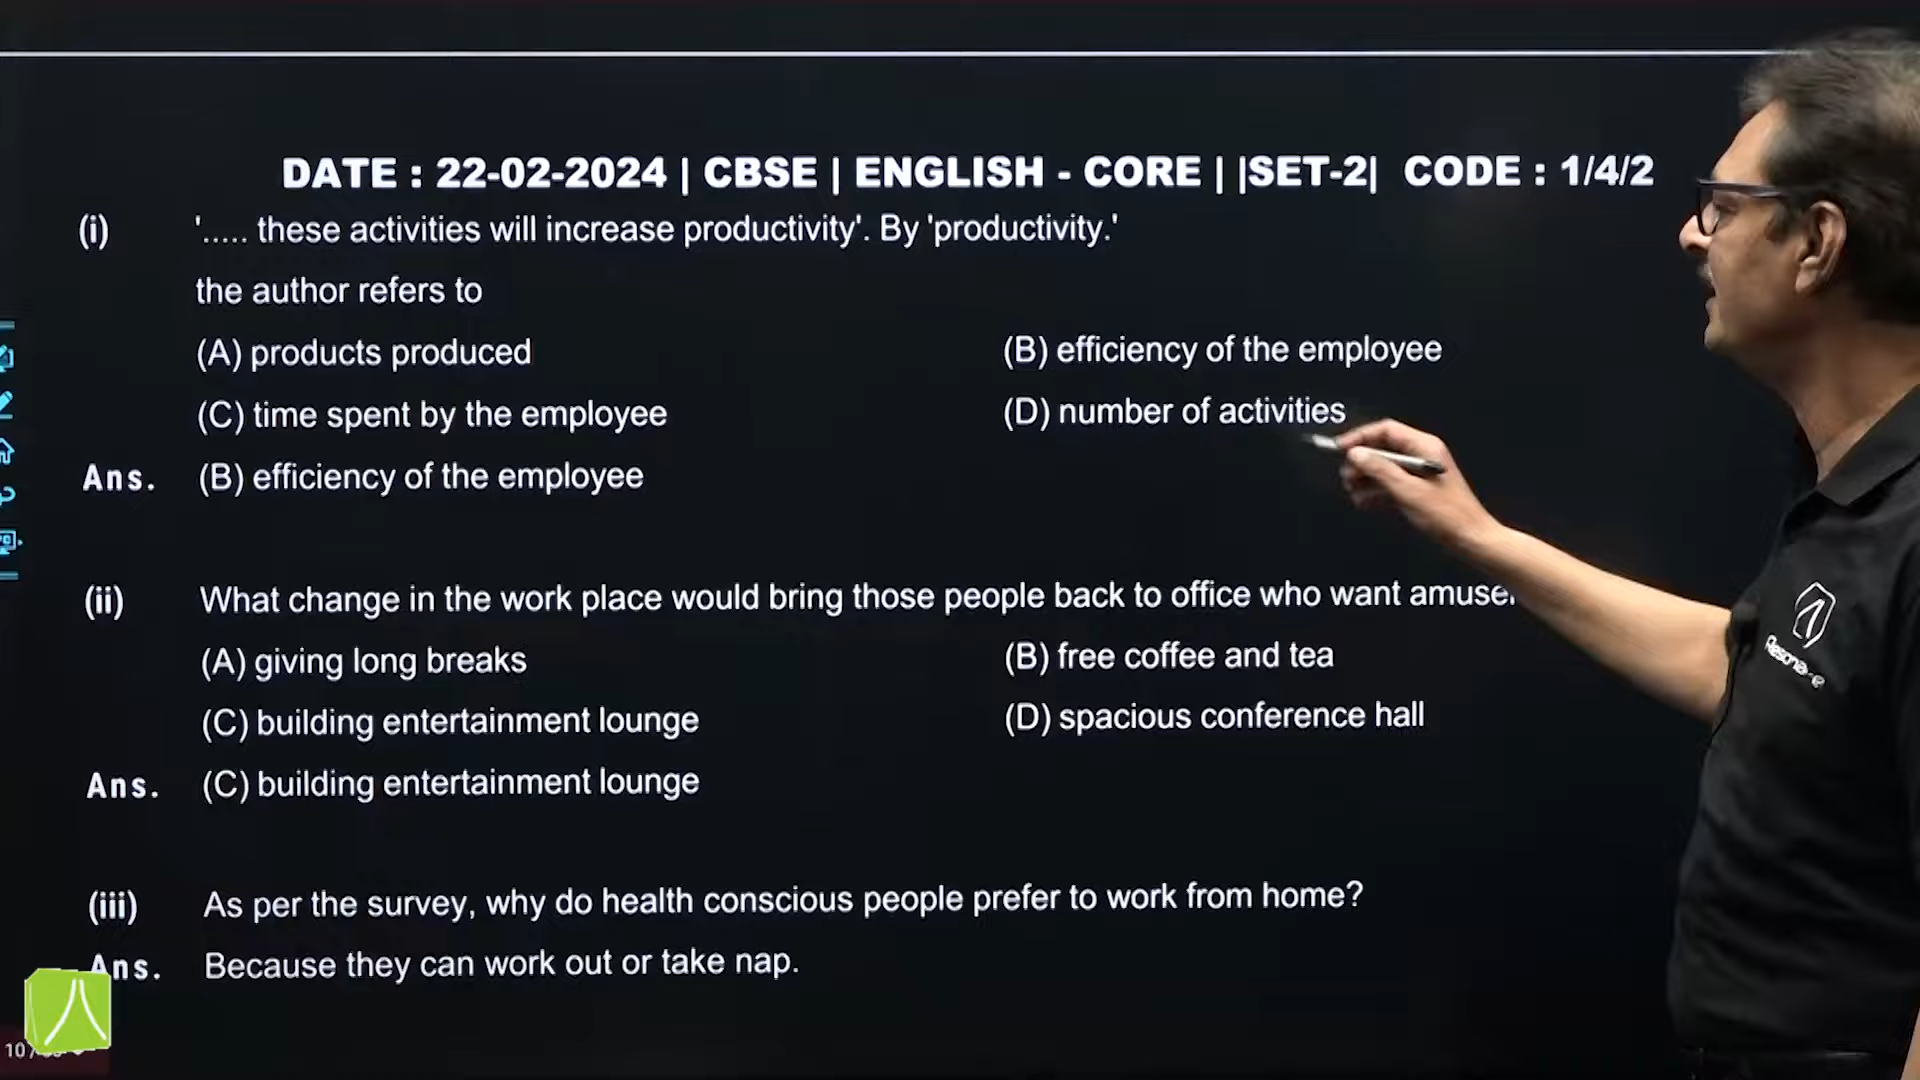 DATE : 22-02-2024 | CBSE | ENGLISH - CORE | |SET-2| CODE : 1/4/2
(i) '..... these activities will increase productivity'. By 'productivity.'
the author refers to
(A) products produced (B) efficiency of the employee
(C) time spent by the employee (D) number of activities
Ans. (B) efficiency of the employee
(ii) What change in the work place would bring those people back to office who want
(A) giving long breaks (B) free coffee and tea
(C) building entertainment lounge (D) spacious conference hall
Ans. (C) building entertainment lounge
(iii) As per the survey, why do health conscious people prefer to work from home?
Ans. Because they can work out or take nap.